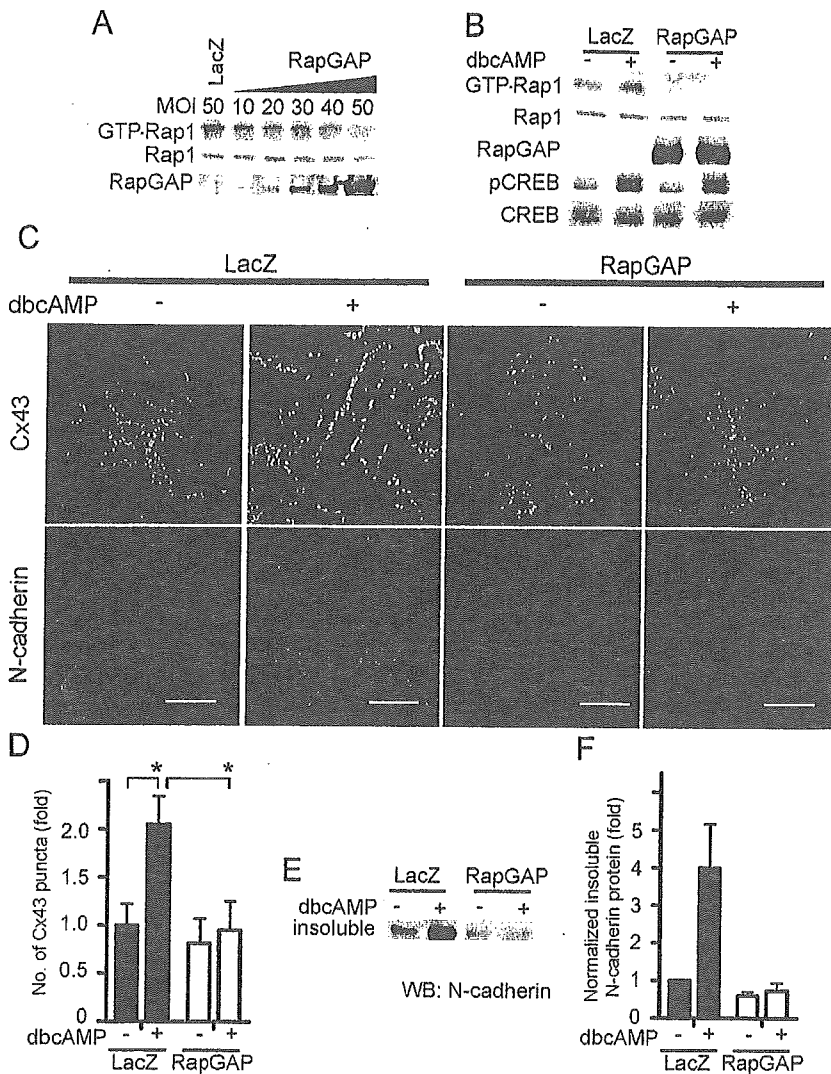 A
LacZ
RapGAP
MOI 50 10 20 30 40 50
GTP-Rap1
Rap1
RapGAP
B
LacZ RapGAP
dbcAMP - + - +
GTP-Rap1
Rap1
RapGAP
pCREB
CREB
C
LacZ RapGAP
dbcAMP - + - +
Cx43
N-cadherin
D
No. of Cx43 puncta (fold)
2.0
1.5
1.0
0.5
0
* *
dbcAMP - + - +
LacZ RapGAP
E
LacZ RapGAP
dbcAMP - + - +
insoluble
WB: N-cadherin
F
Normalized insoluble
N-cadherin protein (fold)
5
4
3
2
1
0
dbcAMP - + - +
LacZ RapGAP